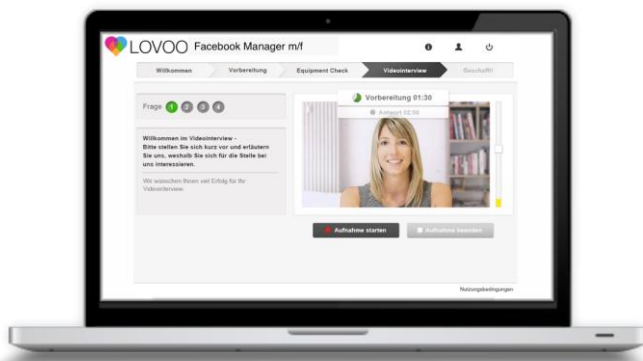 LOVOO Facebook Manager m/f
Willkommen
Vorbereitung
Equipment Check
Videointerview
Geschafft!
Frage 1 2 3 4
Willkommen im Videointerview -
Bitte stellen Sie sich kurz vor und erläutern
Sie uns, weshalb Sie sich für die Stelle bei
uns interessieren.
Wir wünschen Ihnen viel Erfolg für Ihr
Videointerview.
Vorbereitung 01:30
Antwort 02:00
Aufnahme starten
Aufnahme beenden
Nutzungsbedingungen